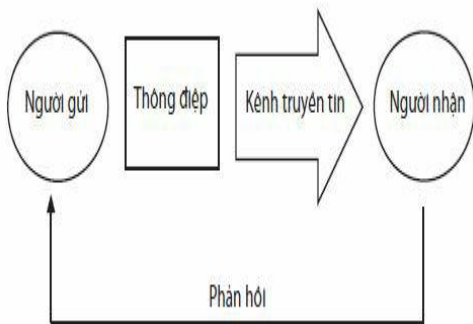 Người gửi
Thông điệp
Kênh truyền tin
Người nhận
Phản hồi